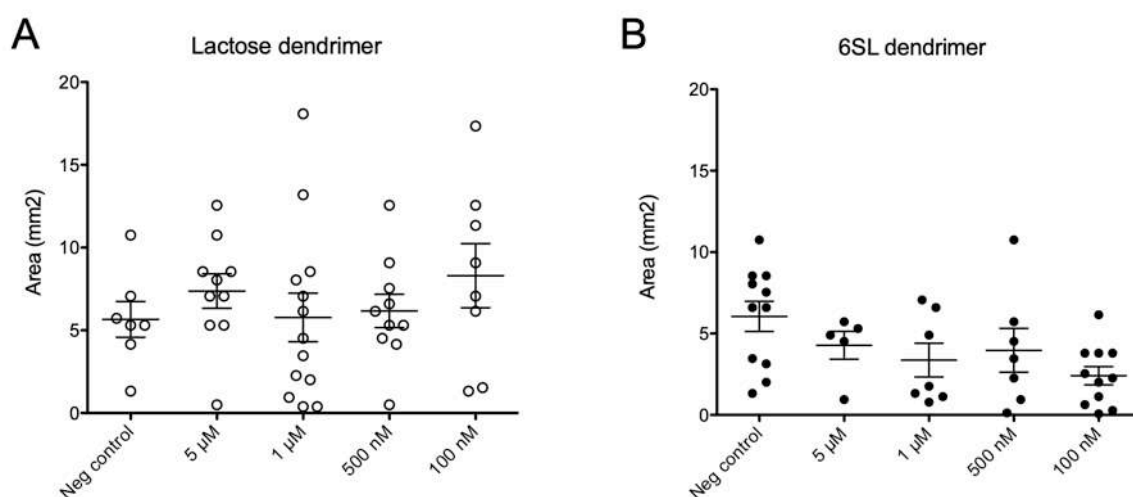 A
Lactose dendrimer
20
15
10
5
0
Area (mm2)
Neg control
5 µM
1 µM
500 nM
100 nM
B
6SL dendrimer
20
15
10
5
0
Area (mm2)
Neg control
5 µM
1 µM
500 nM
100 nM